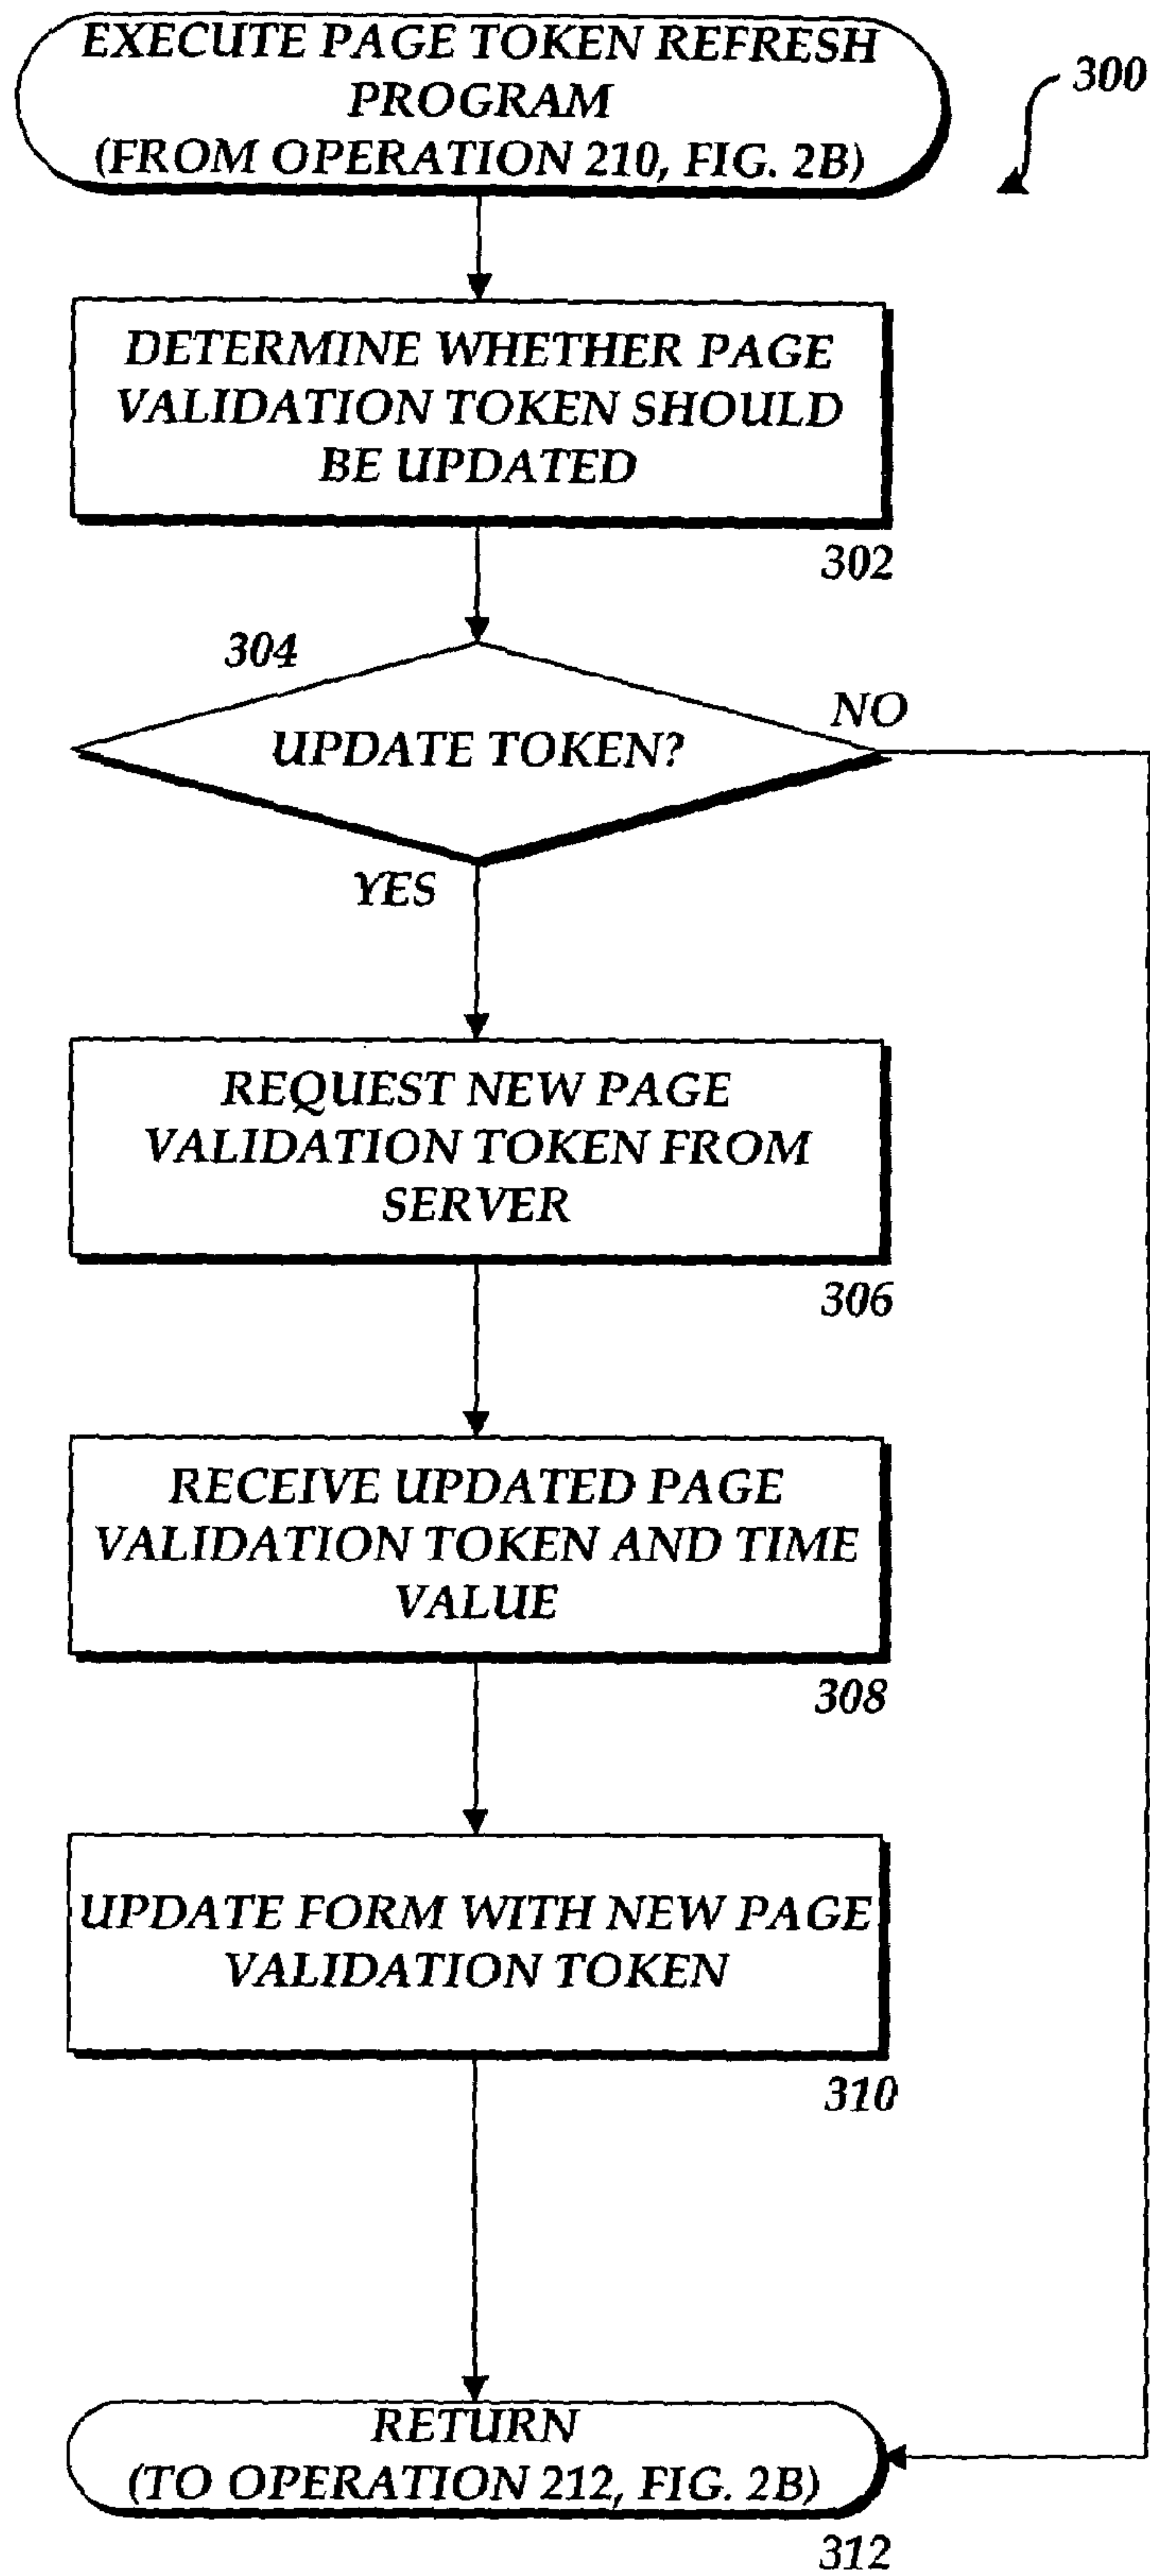 EXECUTE PAGE TOKEN REFRESH
PROGRAM
(FROM OPERATION 210, FIG. 2B)
300
DETERMINE WHETHER PAGE
VALIDATION TOKEN SHOULD
BE UPDATED
302
304
NO
UPDATE TOKEN?
YES
REQUEST NEW PAGE
VALIDATION TOKEN FROM
SERVER
306
RECEIVE UPDATED PAGE
VALIDATION TOKEN AND TIME
VALUE
308
UPDATE FORM WITH NEW PAGE
VALIDATION TOKEN
310
RETURN
(TO OPERATION 212, FIG. 2B)
312